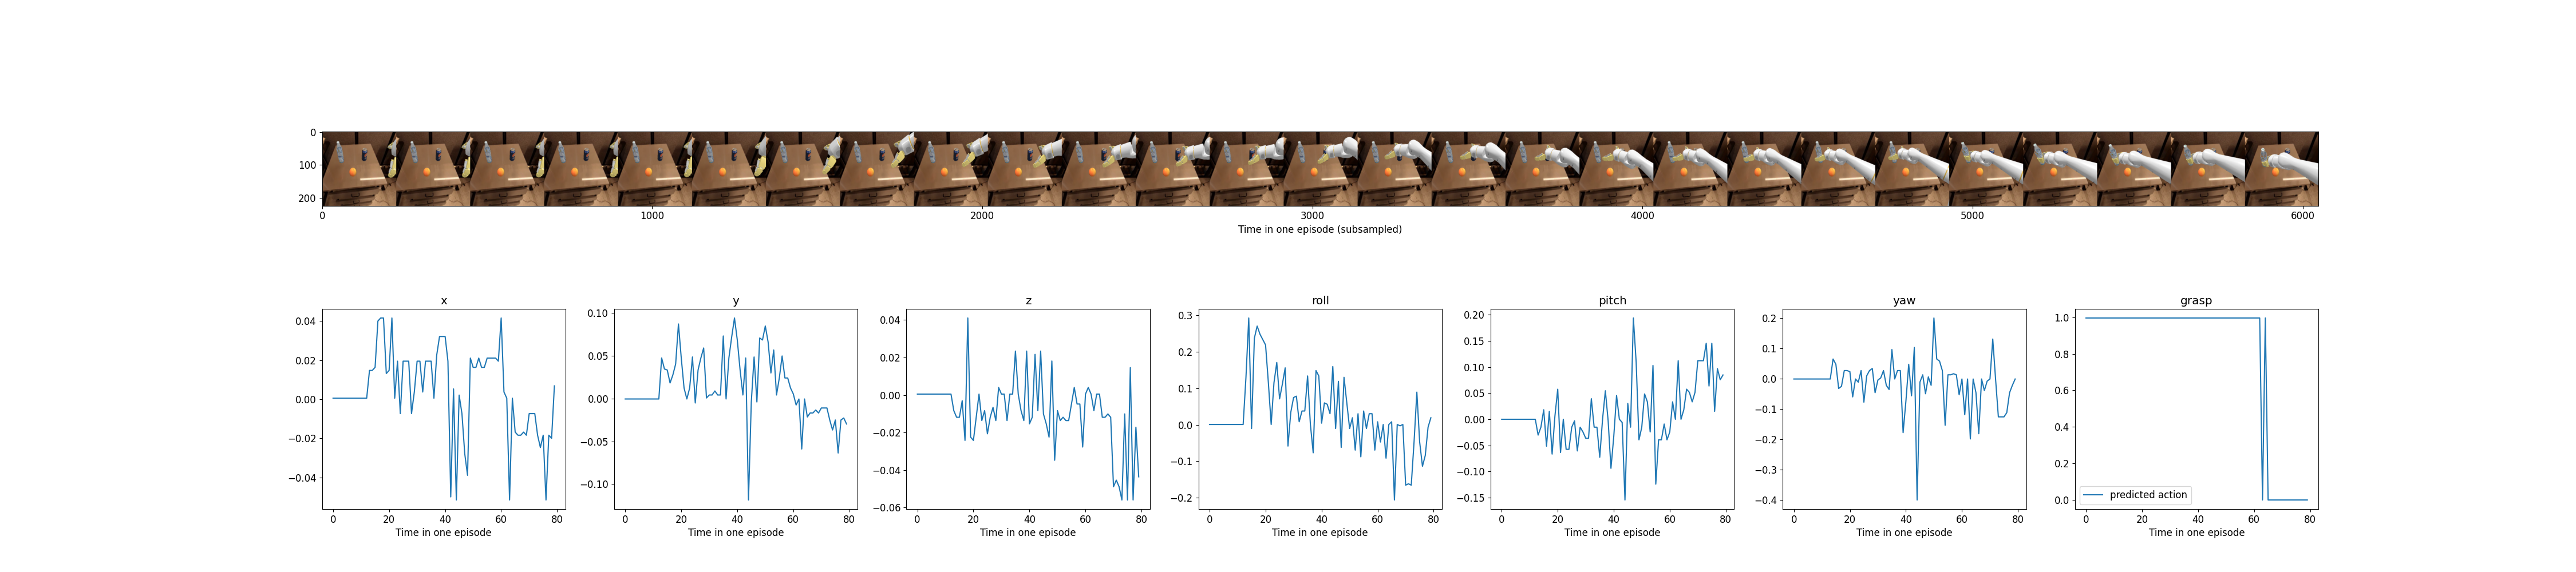 0
100
200
0 1000 2000 3000 4000 5000 6000
Time in one episode (subsampled)
x y z roll pitch yaw grasp
0.04
0.02
0.00
−0.02
−0.04
0 20 40 60 80
Time in one episode
0.10
0.05
0.00
−0.05
−0.10
0 20 40 60 80
Time in one episode
0.04
0.02
0.00
−0.02
−0.04
−0.06
0 20 40 60 80
Time in one episode
0.3
0.2
0.1
0.0
−0.1
−0.2
0 20 40 60 80
Time in one episode
0.20
0.15
0.10
0.05
0.00
−0.05
−0.10
−0.15
0 20 40 60 80
Time in one episode
0.2
0.1
0.0
−0.1
−0.2
−0.3
−0.4
0 20 40 60 80
Time in one episode
1.0
0.8
0.6
0.4
0.2
0.0
predicted action
0 20 40 60 80
Time in one episode